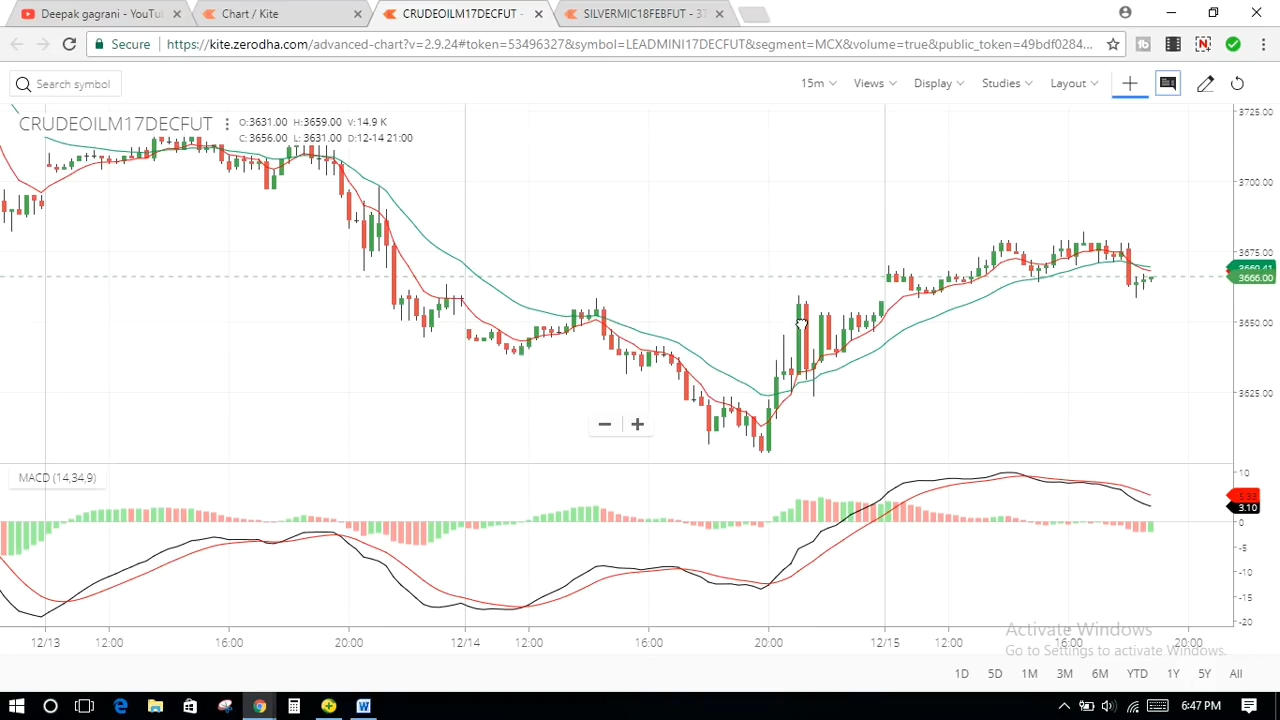 Deepak gagrani - YouTu
Chart / Kite
CRUDEOILM17DECFUT -
SILVERMIC18FEBFUT - 37
Secure
https://kite.zerodha.com/advanced-chart?v=2.9.24#token=53496327&symbol=LEADMINI17DECFUT&segment=MCX&volume=true&public_token=49bdf0284...
Search symbol
15m
Views
Display
Studies
Layout
CRUDEOILM17DECFUT
O:3631.00 H:3659.00 V:14.9 K
C:3656.00 L:3631.00 D:12-14 21:00
3725.00
3700.00
3675.00
3666.00
3650.00
3625.00
MACD (14,34,9)
10
5.33
3.10
0
-5
-10
-15
-20
12/13 12:00 16:00 20:00 12/14 12:00 16:00 20:00 12/15 12:00 16:00 20:00
Activate Windows
Go to Settings to activate Windows.
1D 5D 1M 3M 6M YTD 1Y 5Y All
6:47 PM